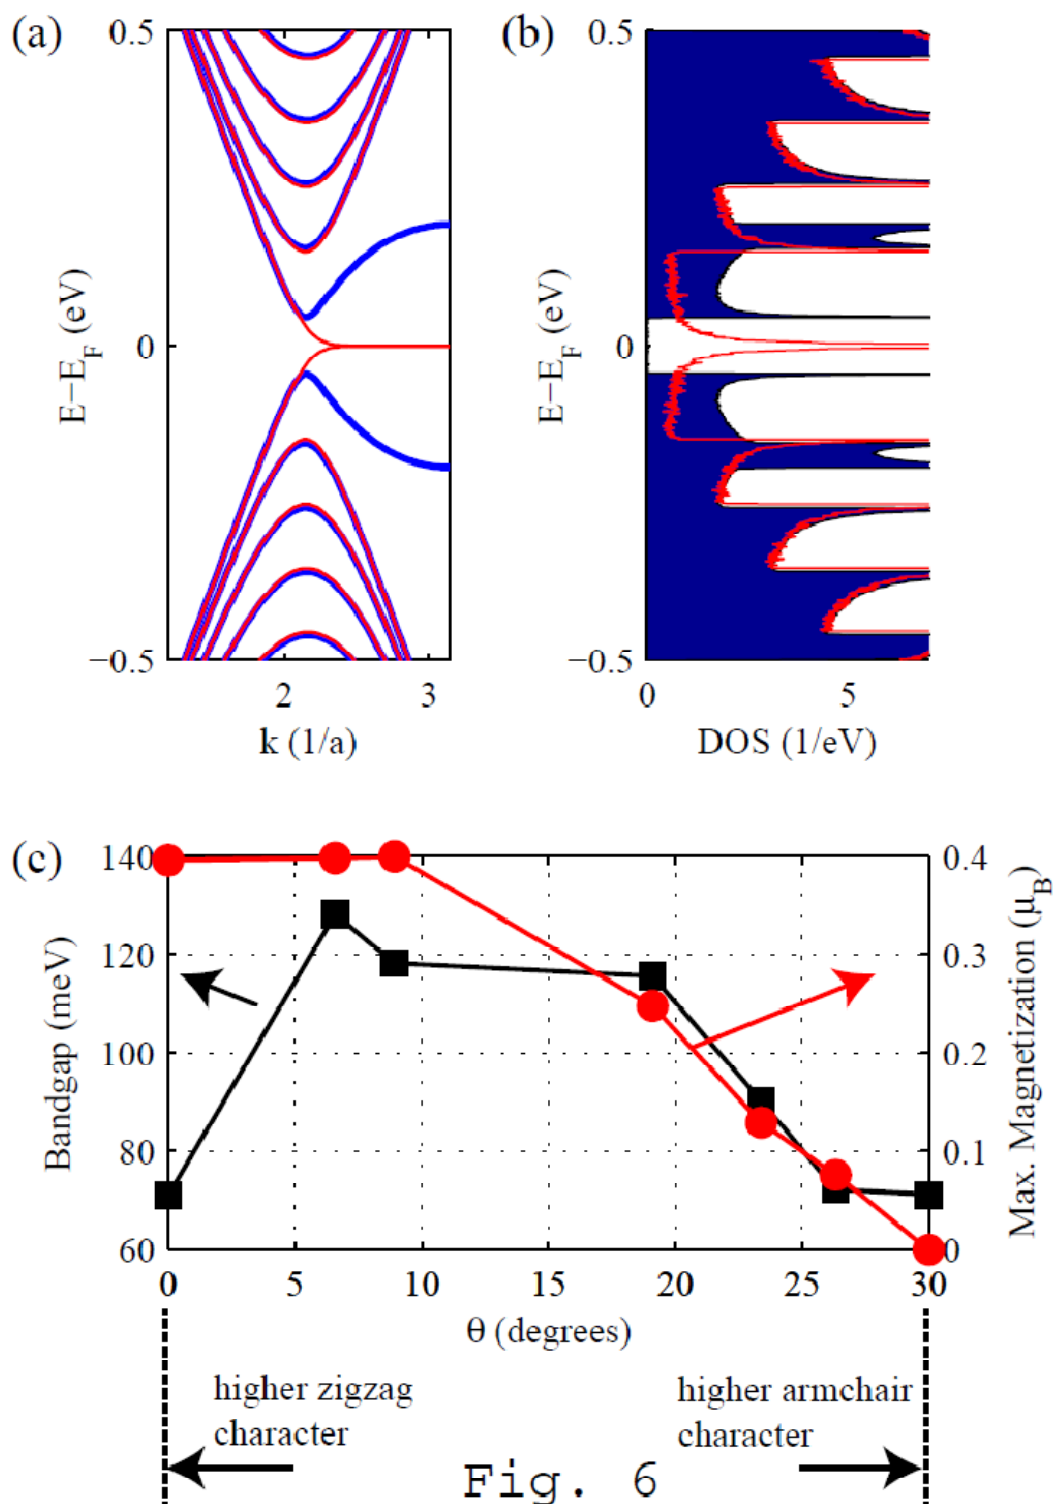 (a)
(b)
0.5
0
−0.5
E−E_F (eV)
2
3
k (1/a)
0.5
0
−0.5
E−E_F (eV)
0
5
DOS (1/eV)
(c)
140
120
100
80
60
Bandgap (meV)
0.4
0.3
0.2
0.1
0
Max. Magnetization (μ_B)
0
5
10
15
20
25
30
θ (degrees)
higher zigzag
character
higher armchair
character
Fig. 6